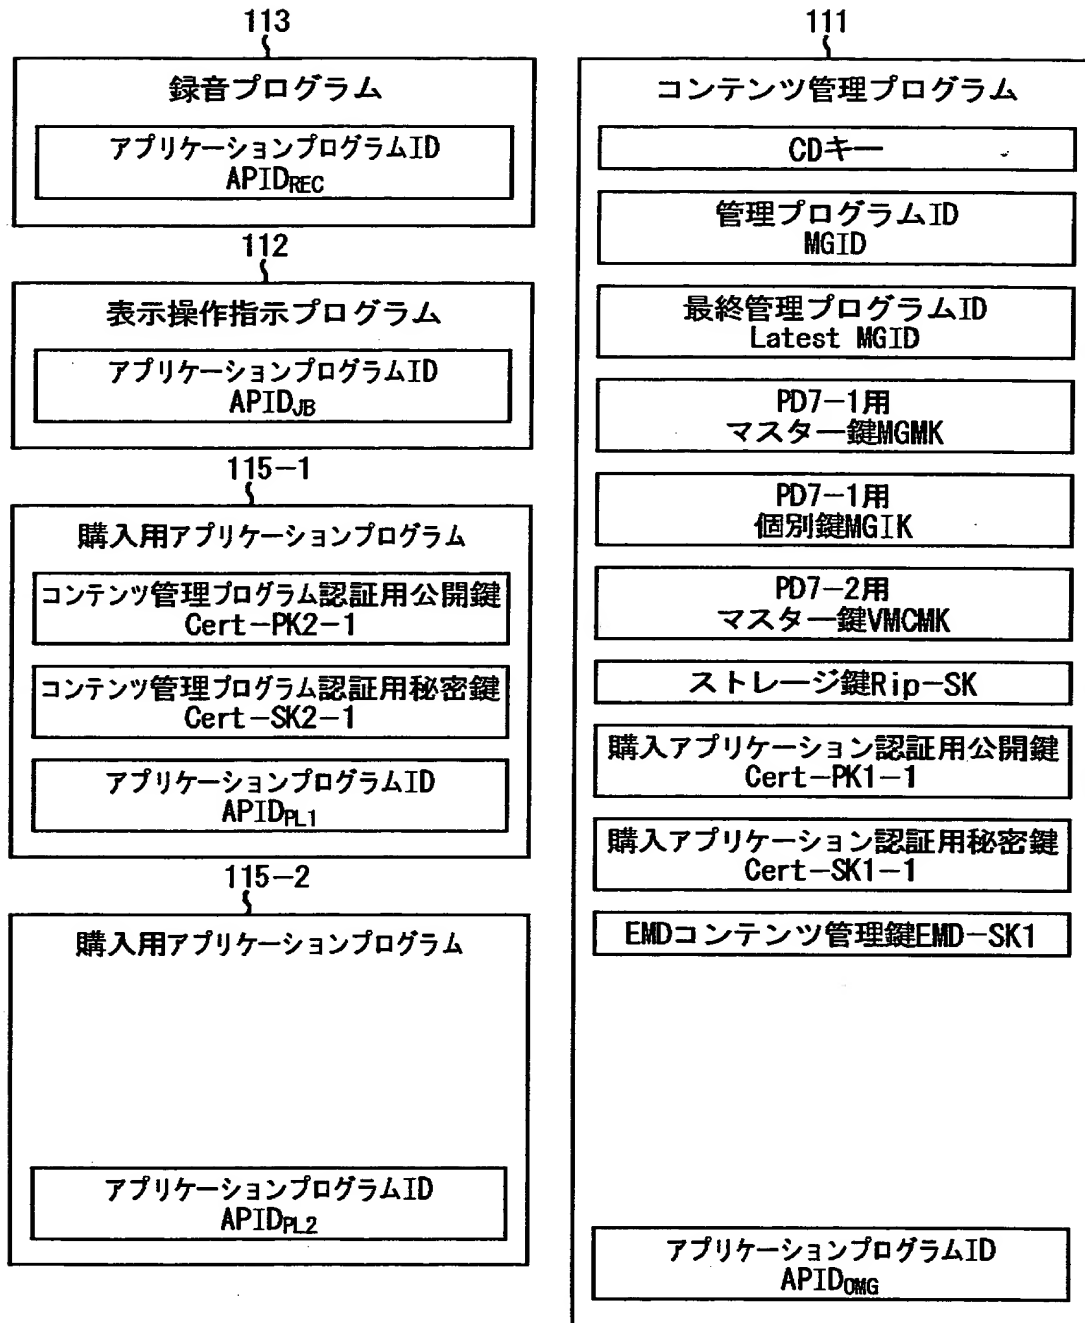 113
録音プログラム
アプリケーションプログラムID
APIDREC
112
表示操作指示プログラム
アプリケーションプログラムID
APIDJB
115-1
購入用アプリケーションプログラム
コンテンツ管理プログラム認証用公開鍵
Cert-PK2-1
コンテンツ管理プログラム認証用秘密鍵
Cert-SK2-1
アプリケーションプログラムID
APIDPL1
115-2
購入用アプリケーションプログラム
アプリケーションプログラムID
APIDPL2
111
コンテンツ管理プログラム
CDキー
管理プログラムID
MGID
最終管理プログラムID
Latest MGID
PD7-1用
マスター鍵MGMK
PD7-1用
個別鍵MGIK
PD7-2用
マスター鍵VMCMK
ストレージ鍵Rip-SK
購入アプリケーション認証用公開鍵
Cert-PK1-1
購入アプリケーション認証用秘密鍵
Cert-SK1-1
EMDコンテンツ管理鍵EMD-SK1
アプリケーションプログラムID
APIDOMG